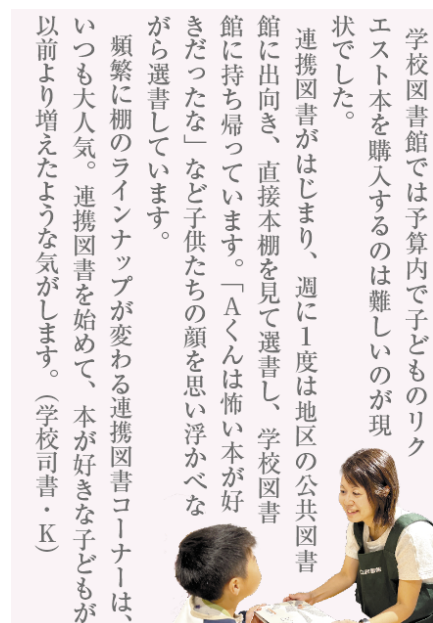 学校図書館では予算内で子どものリク
エスト本を購入するのは難しいのが現
状でした。
連携図書がはじまり、週に1度は地区の公共図書
館に出向き、直接本棚を見て選書し、学校図書
館に持ち帰っています。「Aくんは怖い本が好
きだったな」など子供たちの顔を思い浮かべな
がら選書しています。
頻繁に棚のラインナップが変わる連携図書コーナーは、
いつも大人気。連携図書を始めて、本が好きな子どもが
以前より増えたような気がします。(学校司書・K)